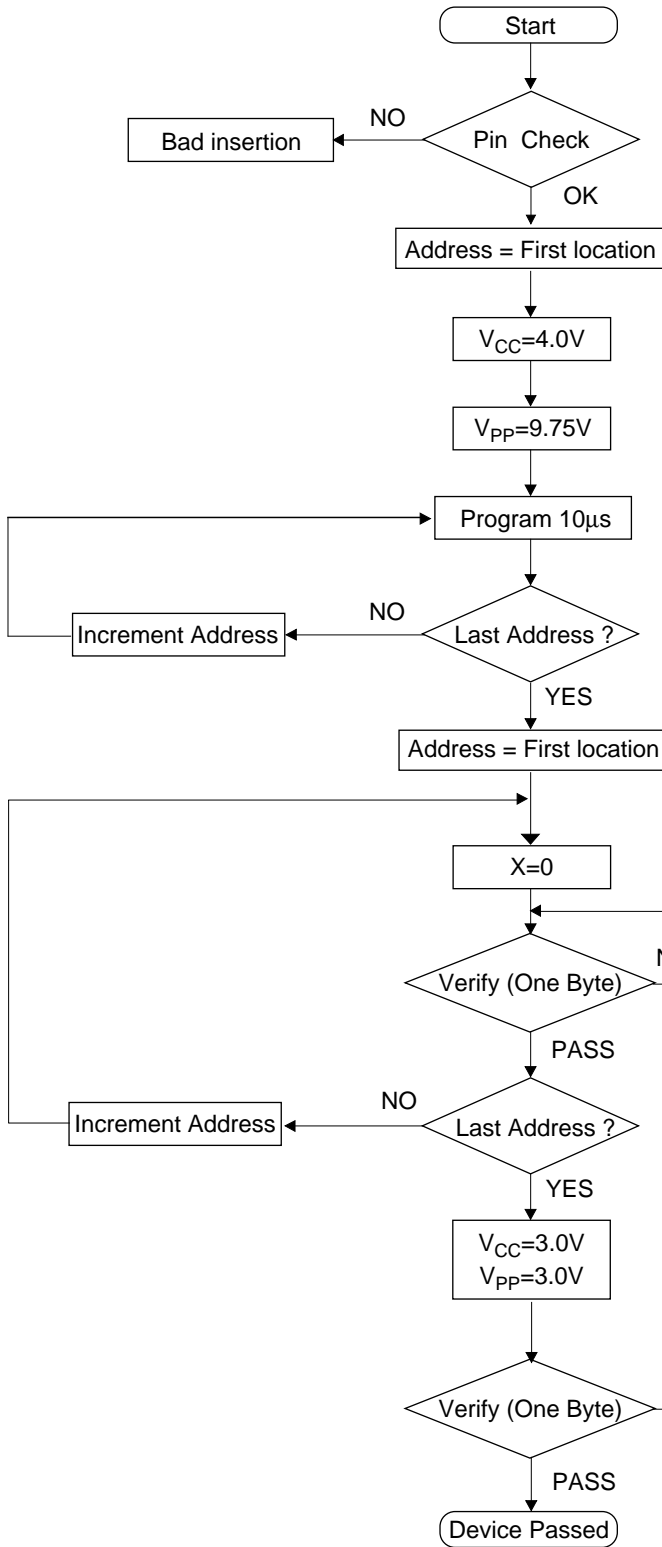 Start
NO
Pin Check
Bad insertion
OK
Address = First location
VCC=4.0V
VPP=9.75V
Program 10µs
NO
Increment Address
Last Address ?
YES
Address = First location
X=0
Verify (One Byte)
PASS
NO
Increment Address
Last Address ?
YES
VCC=3.0V
VPP=3.0V
Verify (One Byte)
PASS
Device Passed